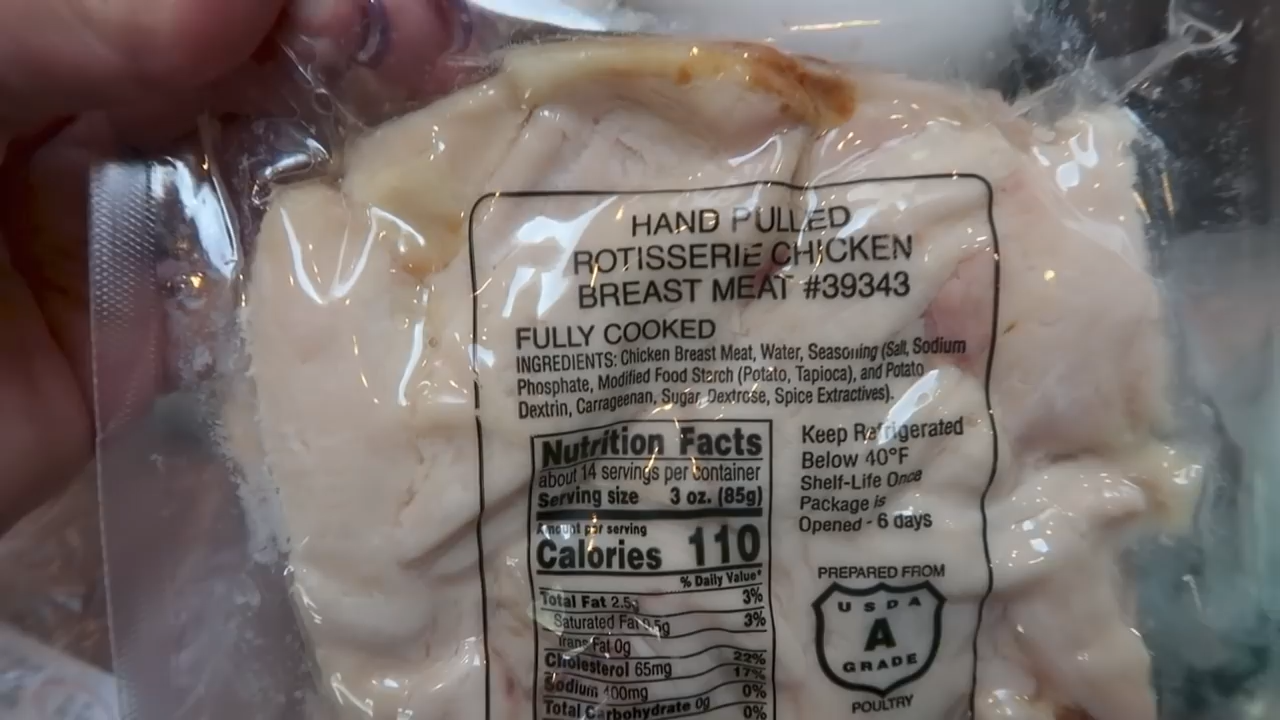 HAND PULLED
ROTISSERIE CHICKEN
BREAST MEAT #39343
FULLY COOKED
INGREDIENTS: Chicken Breast Meat, Water, Seasoning (Salt, Sodium
Phosphate, Modified Food Starch (Potato, Tapioca), and Potato
Dextrin, Carrageenan, Sugar, Dextrose, Spice Extractives).
Nutrition Facts
about 14 servings per container
Serving size 3 oz. (85g)
Amount per serving
Calories 110
% Daily Value*
Total Fat 2.5g 3%
Saturated Fat 0.5g 3%
Trans Fat 0g
Cholesterol 65mg 22%
Sodium 400mg 17%
Total Carbohydrate 0g 0%
0%
Keep Refrigerated
Below 40°F
Shelf-Life Once
Package is
Opened - 6 days
PREPARED FROM
USDA
A
GRADE
POULTRY